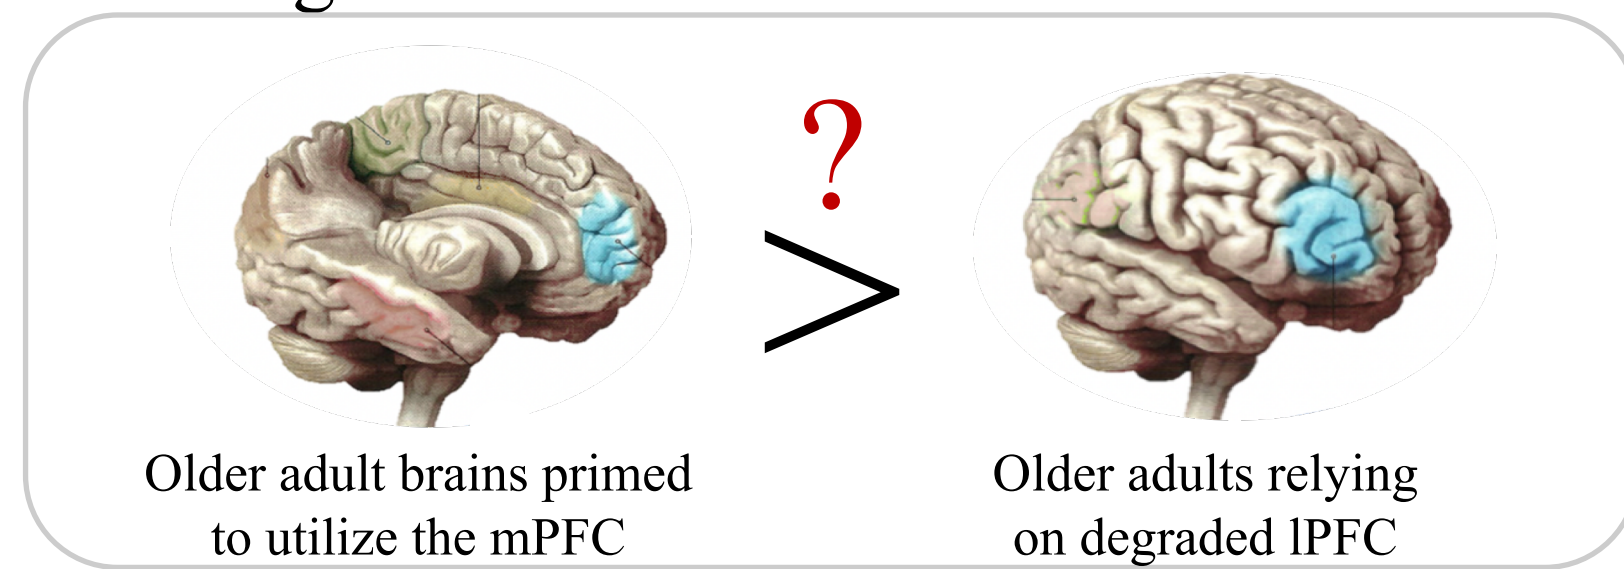 ?
>
Older adult brains primed
to utilize the mPFC
Older adults relying
on degraded lPFC